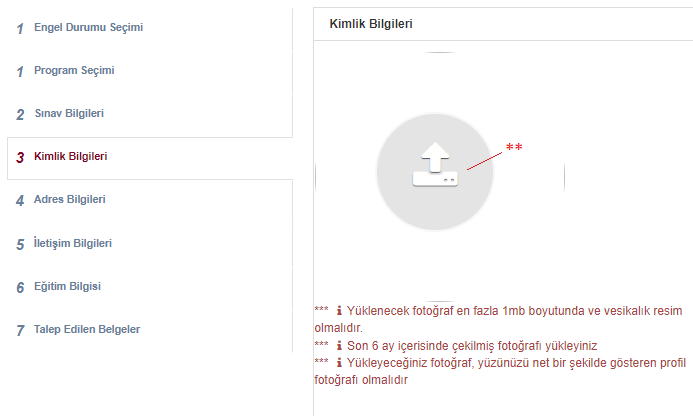 1 Engel Durumu Seçimi
1 Program Seçimi
2 Sınav Bilgileri
3 Kimlik Bilgileri
4 Adres Bilgileri
5 İletişim Bilgileri
6 Eğitim Bilgisi
7 Talep Edilen Belgeler
Kimlik Bilgileri
**
*** i Yüklenecek fotoğraf en fazla 1mb boyutunda ve vesikalık resim
olmalıdır.
*** i Son 6 ay içerisinde çekilmiş fotoğrafı yükleyiniz
*** i Yükleyeceğiniz fotoğraf, yüzünüzü net bir şekilde gösteren profil
fotoğrafı olmalıdır